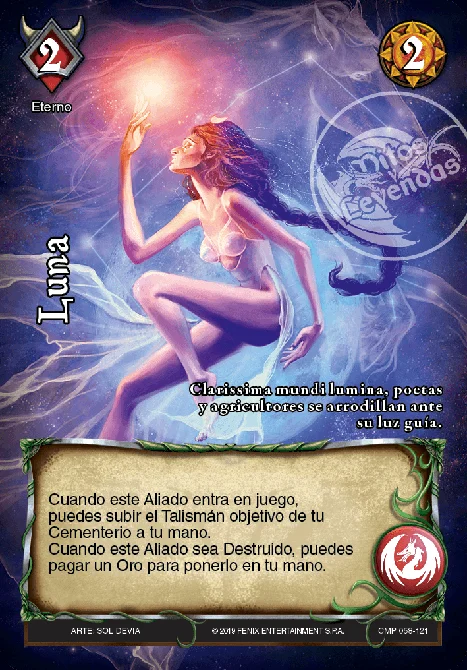 2
2
Eterno
Mitos y
Leyendas
Luna
Clarissima mundi lumina, poetas
y agricultores se arrodillan ante
su luz guía.
Cuando este Aliado entra en juego,
puedes subir el Talismán objetivo de tu
Cementerio a tu mano.
Cuando este Aliado sea Destruido, puedes
pagar un Oro para ponerlo en tu mano.
ARTE: SOL DEVIA
© 2019 FENIX ENTERTAINMENT S.P.A.
CMP 068-121